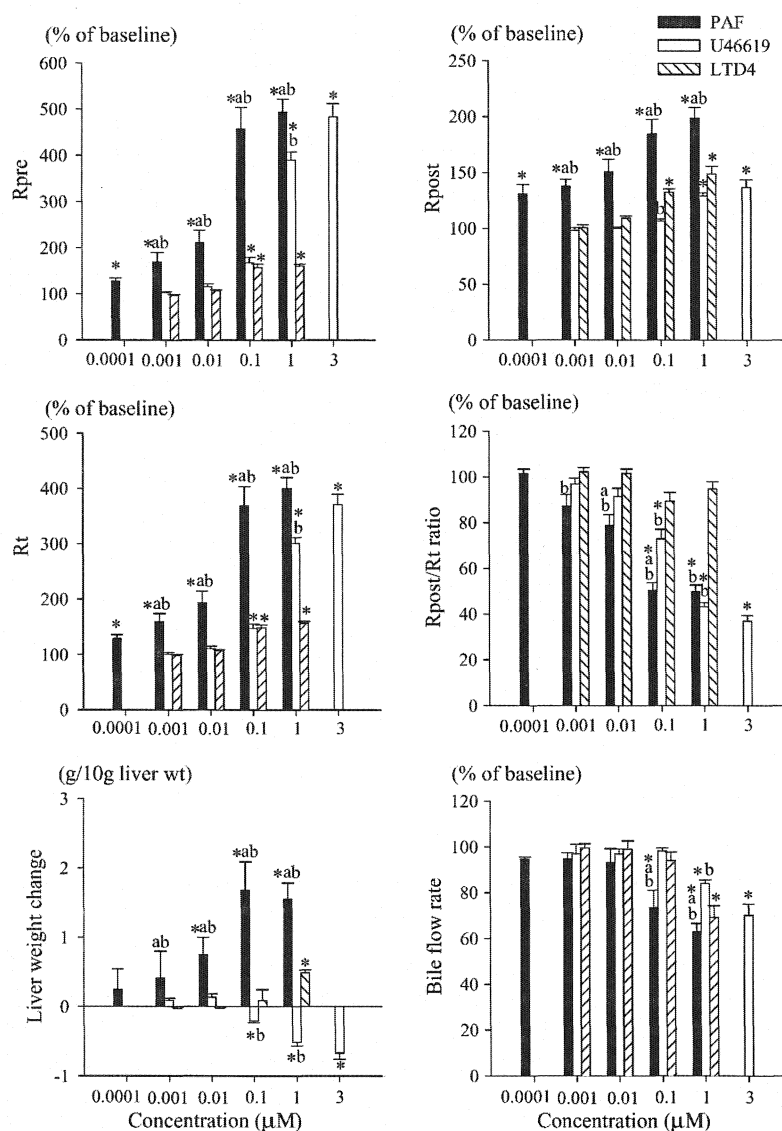 (% of baseline)
Rpre
600
500
400
300
200
100
0
*
*ab
*ab
*ab
*
*
*ab
*
b
*
*
0.0001 0.001 0.01 0.1 1 3
(% of baseline)
PAF
U46619
LTD4
Rpost
250
200
150
100
50
0
*
*ab
*ab
*ab
b
*
*ab
*
*
*
0.0001 0.001 0.01 0.1 1 3
(% of baseline)
Rt
500
400
300
200
100
0
*
*ab
*ab
*ab
*
*
*ab
*
b
*
*
0.0001 0.001 0.01 0.1 1 3
(% of baseline)
Rpost/Rt ratio
120
100
80
60
40
20
0
b
a
b
*
a
b
*
b
*
b
*
b
*
0.0001 0.001 0.01 0.1 1 3
(g/10g liver wt)
Liver weight change
3
2
1
0
-1
ab
*ab
*ab
*b
*ab
*b
*
*
0.0001 0.001 0.01 0.1 1 3
Concentration (μM)
(% of baseline)
Bile flow rate
120
100
80
60
40
20
0
*
a
b
*
a
b
*b
*
*
0.0001 0.001 0.01 0.1 1 3
Concentration (μM)